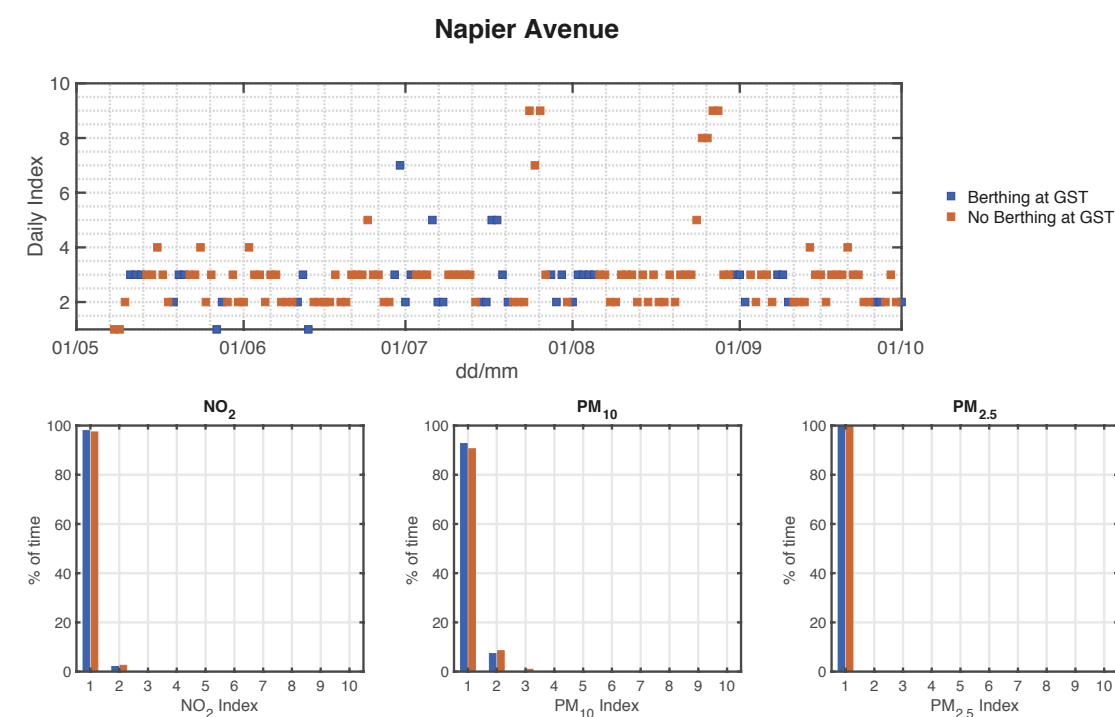 Napier Avenue
10
8
6
4
2
Daily Index
01/05 01/06 01/07 01/08 01/09 01/10
dd/mm
Berthing at GST
No Berthing at GST
NO2
100
80
60
40
20
0
% of time
1 2 3 4 5 6 7 8 9 10
NO2 Index
PM10
100
80
60
40
20
0
% of time
1 2 3 4 5 6 7 8 9 10
PM10 Index
PM2.5
100
80
60
40
20
0
% of time
1 2 3 4 5 6 7 8 9 10
PM2.5 Index